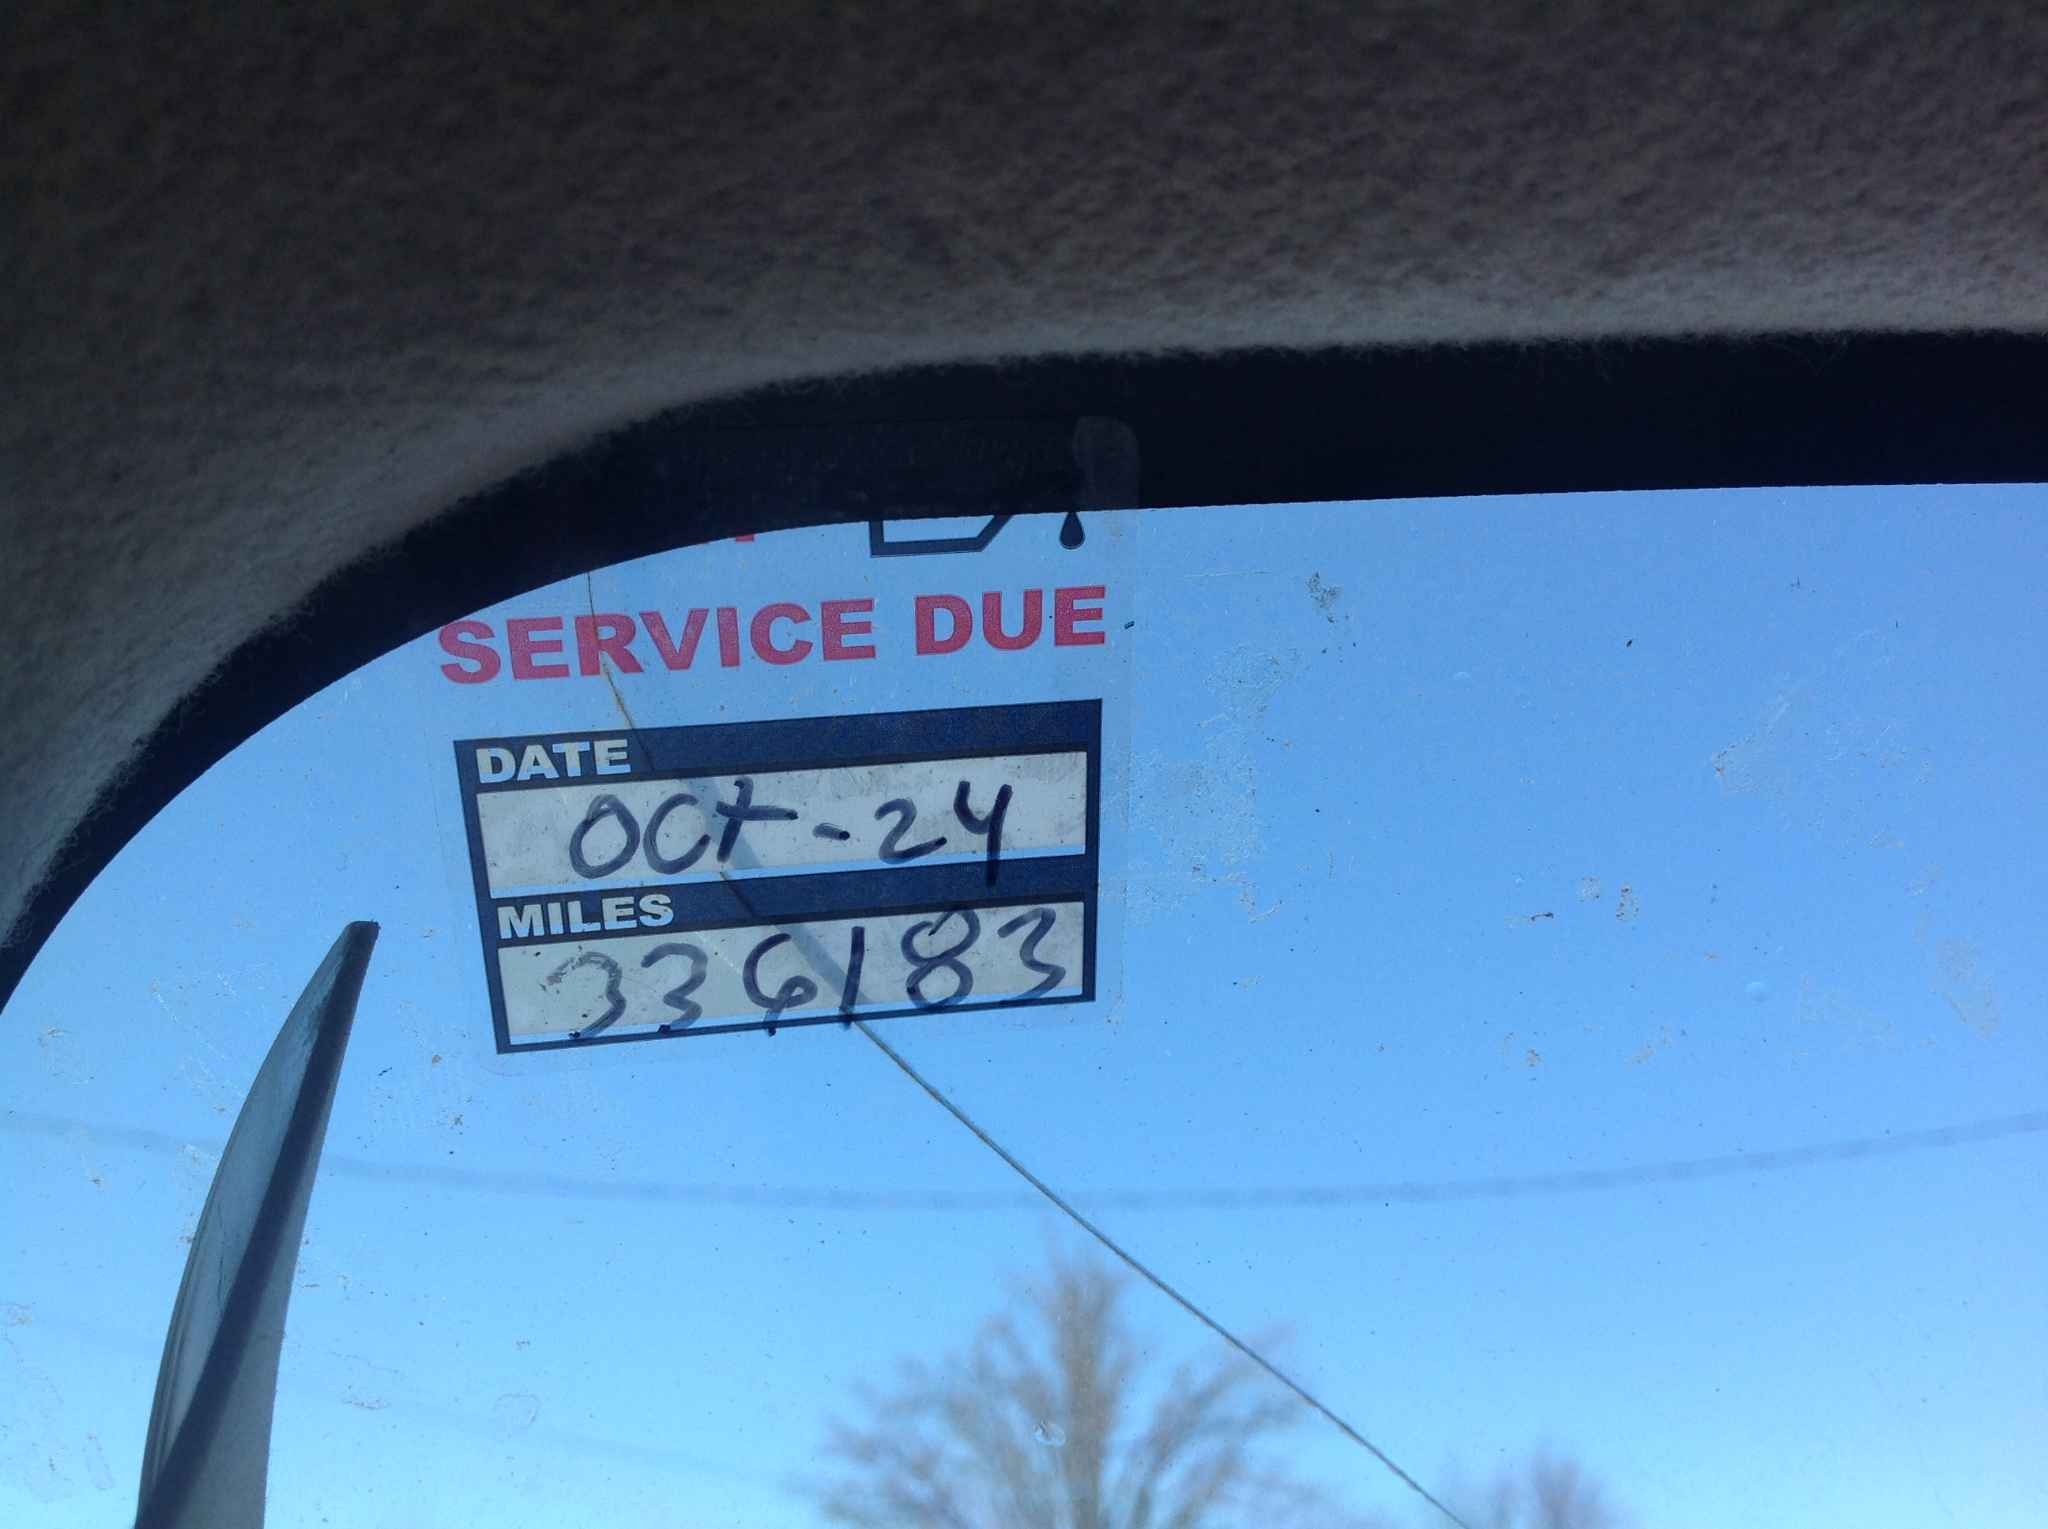 SERVICE DUE
DATE
OCT-24
MILES
336183